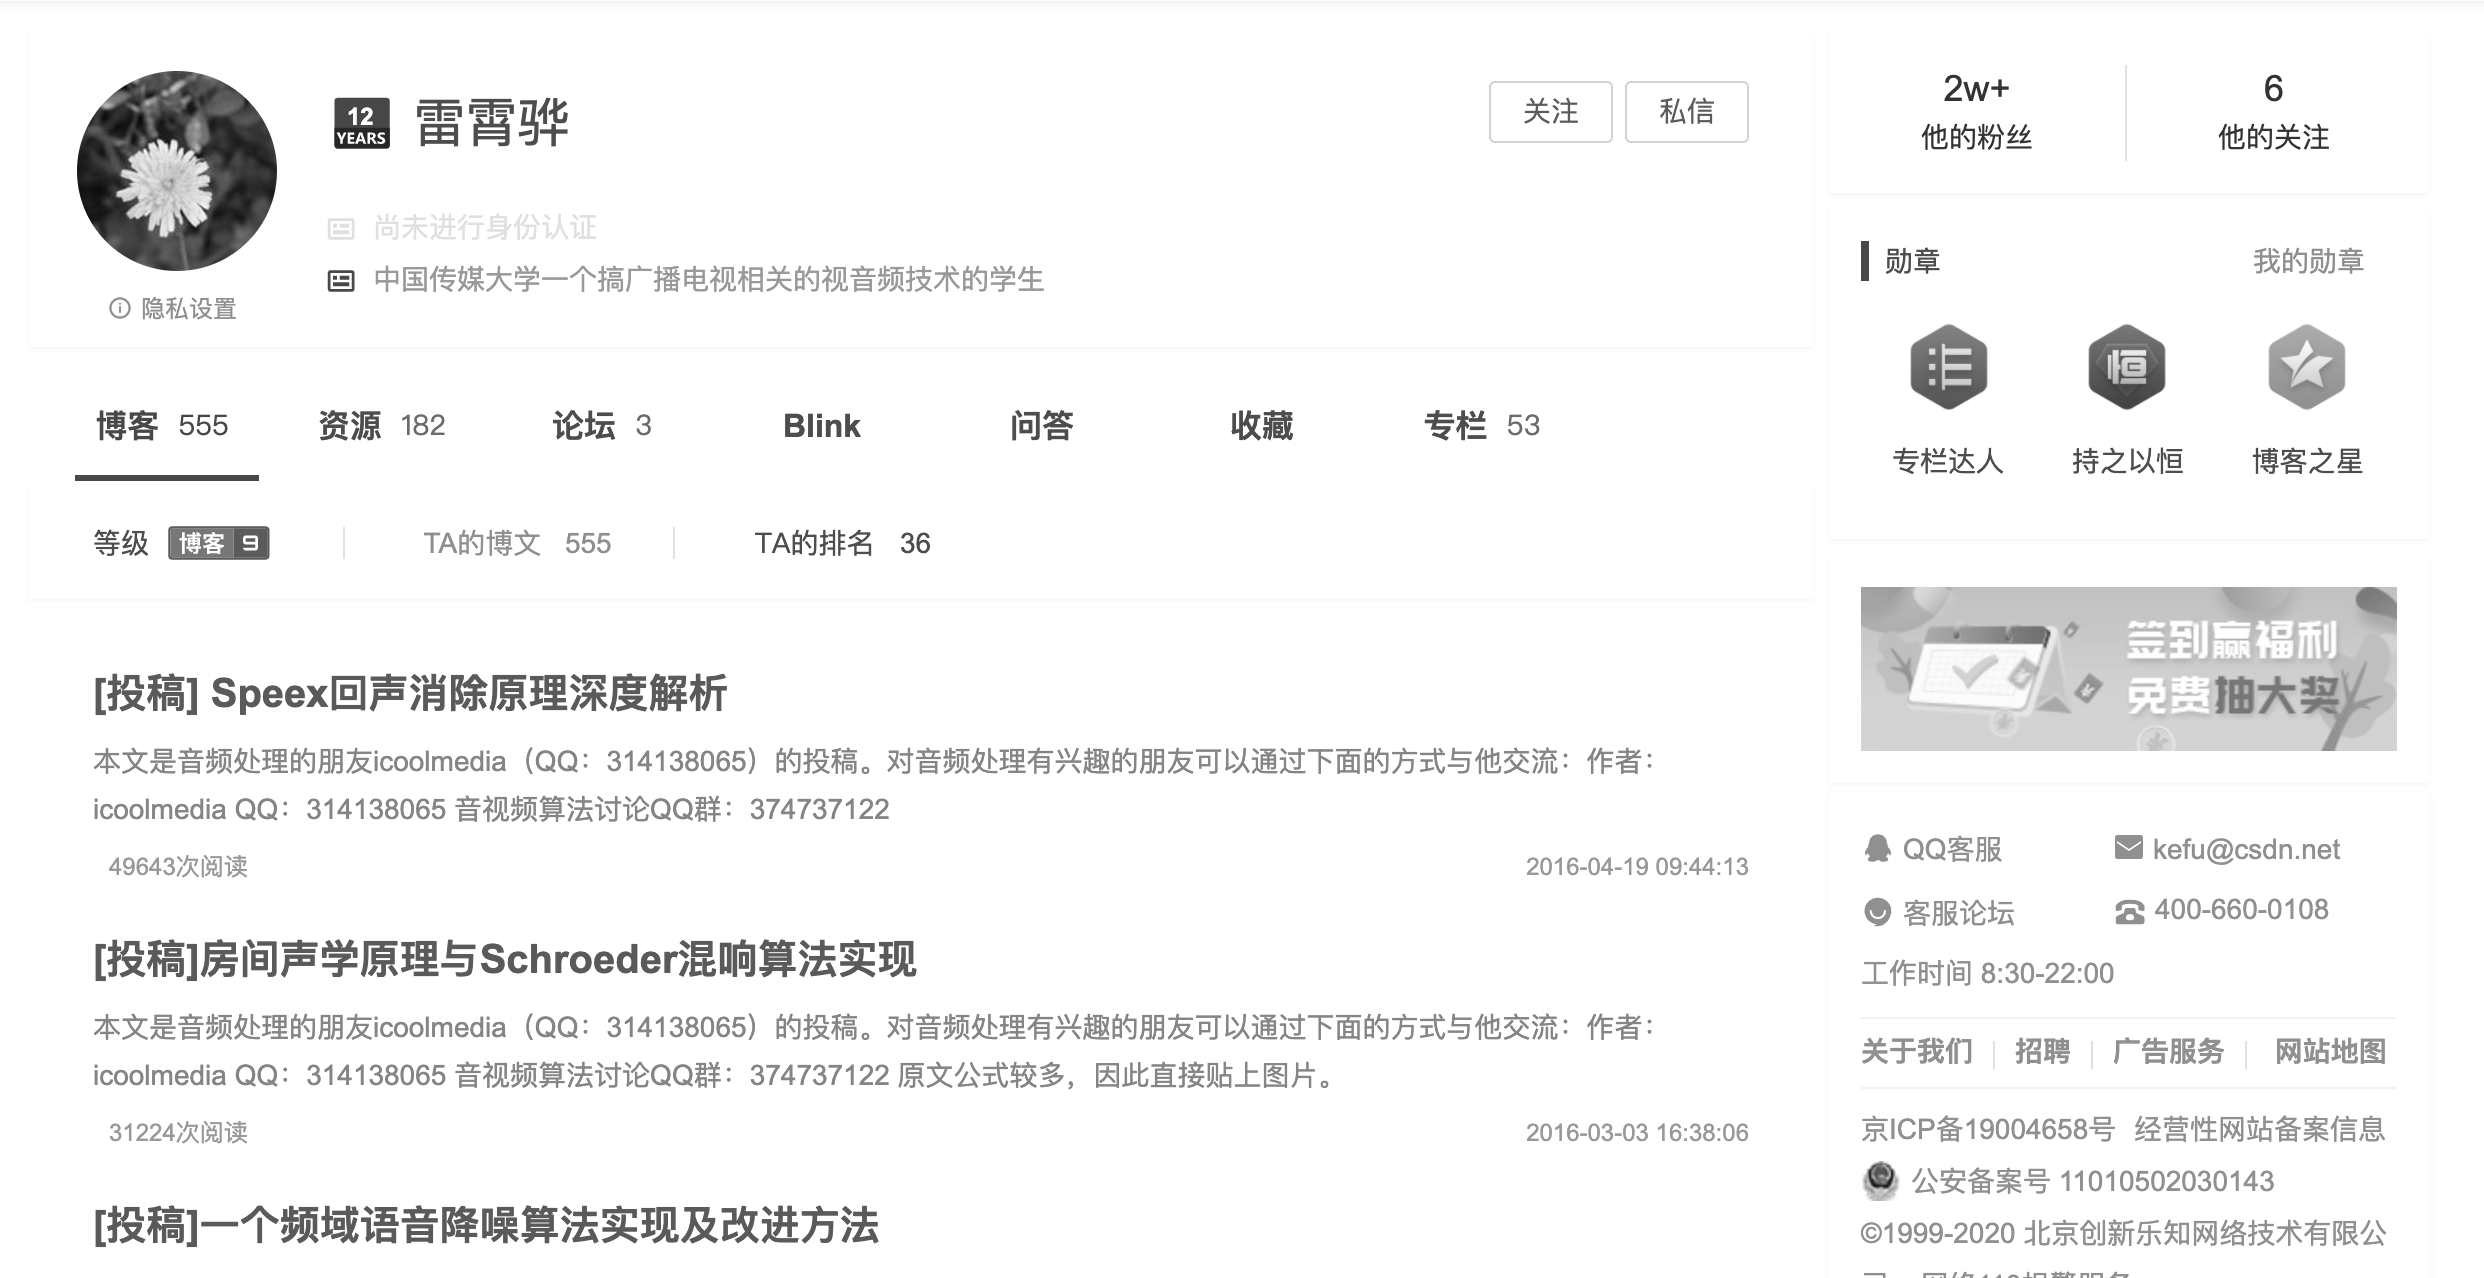 12 YEARS 雷霄骅
关注 私信
尚未进行身份认证
中国传媒大学一个搞广播电视相关的视音频技术的学生
隐私设置
博客 555 资源 182 论坛 3 Blink 问答 收藏 专栏 53
等级 博客 9 TA的博文 555 TA的排名 36
[投稿] Speex回声消除原理深度解析
本文是音频处理的朋友icoolmedia（QQ：314138065）的投稿。对音频处理有兴趣的朋友可以通过下面的方式与他交流：作者：
icoolmedia QQ：314138065 音视频算法讨论QQ群：374737122
49643次阅读 2016-04-19 09:44:13
[投稿]房间声学原理与Schroeder混响算法实现
本文是音频处理的朋友icoolmedia（QQ：314138065）的投稿。对音频处理有兴趣的朋友可以通过下面的方式与他交流：作者：
icoolmedia QQ：314138065 音视频算法讨论QQ群：374737122 原文公式较多，因此直接贴上图片。
31224次阅读 2016-03-03 16:38:06
[投稿]一个频域语音降噪算法实现及改进方法
2w+ 6
他的粉丝 他的关注
勋章 我的勋章
恒
专栏达人 持之以恒 博客之星
签到赢福利
免费抽大奖
QQ客服 kefu@csdn.net
客服论坛 400-660-0108
工作时间 8:30-22:00
关于我们 招聘 广告服务 网站地图
京ICP备19004658号 经营性网站备案信息
公安备案号 11010502030143
©1999-2020 北京创新乐知网络技术有限公